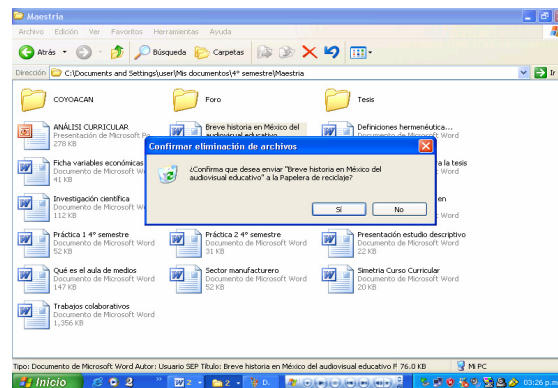 Maestria
Archivo Edición Ver Favoritos Herramientas Ayuda
Atrás Búsqueda Carpetas
Dirección C:\Documents and Settings\user\Mis documentos\4° semestre\Maestria Ir
COYOACAN Foro Tesis
ANÁLISI CURRICULAR Breve historia en México del Definiciones hermenéutica...
Presentación de Microsoft Po... audiovisual educativo Documento de Microsoft Word
278 KB
Confirmar eliminación de archivos
Ficha variables económicas
Documento de Microsoft W
41 KB
¿Confirma que desea enviar "Breve historia en México del
audiovisual educativo" a la Papelera de reciclaje?
ra la tesis
Word
Investigación científica
Documento de Microsoft W
112 KB
Sí No
en
Word
Práctica 1 4° semestre Práctica 2 4° semestre Presentación estudio descriptivo
Documento de Microsoft Word Documento de Microsoft Word Documento de Microsoft Word
52 KB 31 KB 22 KB
Qué es el aula de medios Sector manufacturero Simetria Curso Curricular
Documento de Microsoft Word Documento de Microsoft Word Documento de Microsoft Word
147 KB 52 KB 20 KB
Trabajos colaborativos
Documento de Microsoft Word
1,356 KB
Tipo: Documento de Microsoft Word Autor: Usuario SEP Título: Breve historia en México del audiovisual educativo F 76.0 KB Mi PC
Inicio 2 2 D. 03:26 p.m.